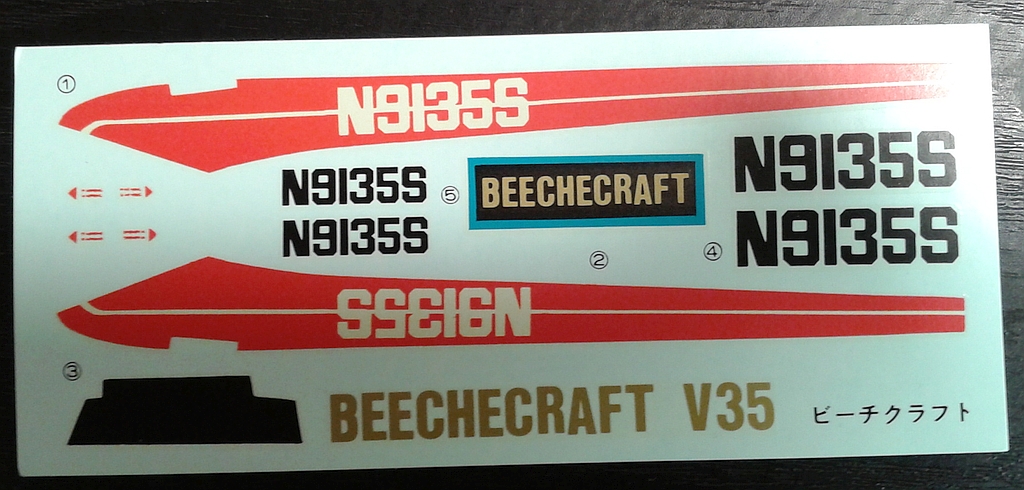 ①
N9135S
N9135S
⑤
BEECHECRAFT
N9135S
N9135S
④
N9135S
②
N9135S
③
BEECHECRAFT V35
ビーチクラフト